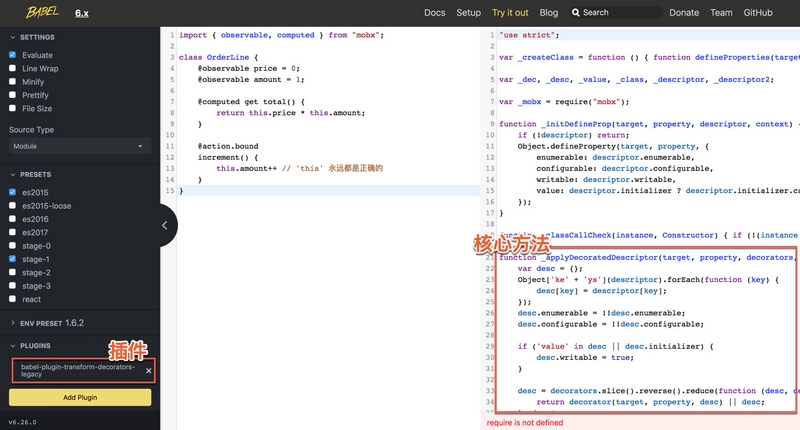 BABEL
6.x
Docs
Setup
Try it out
Blog
Search
Donate
Team
GitHub
SETTINGS
Evaluate
Line Wrap
Minify
Prettify
File Size
Source Type
Module
PRESETS
es2015
es2015-loose
es2016
es2017
stage-0
stage-1
stage-2
stage-3
react
ENV PRESET 1.6.2
PLUGINS
插件
babel-plugin-transform-decorators-
legacy
Add Plugin
v6.26.0
1 import { observable, computed } from "mobx";
2
3 class OrderLine {
4 @observable price = 0;
5 @observable amount = 1;
6
7 @computed get total() {
8 return this.price * this.amount;
9 }
10
11 @action.bound
12 increment() {
13 this.amount++ // 'this' 永远都是正确的
14 }
15 }
1 "use strict";
2
3 var _createClass = function () { function defineProperties(target
4
5 var _dec, _desc, _value, _class, _descriptor, _descriptor2;
6
7 var _mobx = require("mobx");
8
9 function _initDefineProp(target, property, descriptor, context) {
10 if (!descriptor) return;
11 Object.defineProperty(target, property, {
12 enumerable: descriptor.enumerable,
13 configurable: descriptor.configurable,
14 writable: descriptor.writable,
15 value: descriptor.initializer ? descriptor.initializer.ca
16 });
17 }
18
核心方法
classCallCheck(instance, Constructor) { if (!(instance
21 function _applyDecoratedDescriptor(target, property, decorators,
22 var desc = {};
23 Object['ke' + 'ys'](descriptor).forEach(function (key) {
24 desc[key] = descriptor[key];
25 });
26 desc.enumerable = !!desc.enumerable;
27 desc.configurable = !!desc.configurable;
28
29 if ('value' in desc || desc.initializer) {
30 desc.writable = true;
31 }
32
33 desc = decorators.slice().reverse().reduce(function (desc, de
34 return decorator(target, property, desc) || desc;
require is not defined